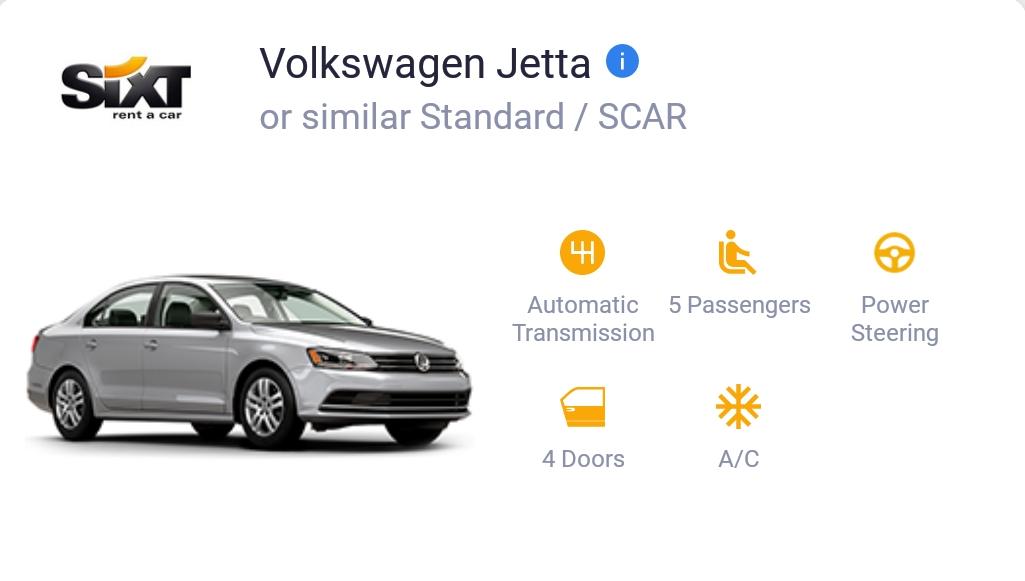 SIXT
rent a car
Volkswagen Jetta
or similar Standard / SCAR
Automatic
Transmission
5 Passengers
Power
Steering
4 Doors
A/C